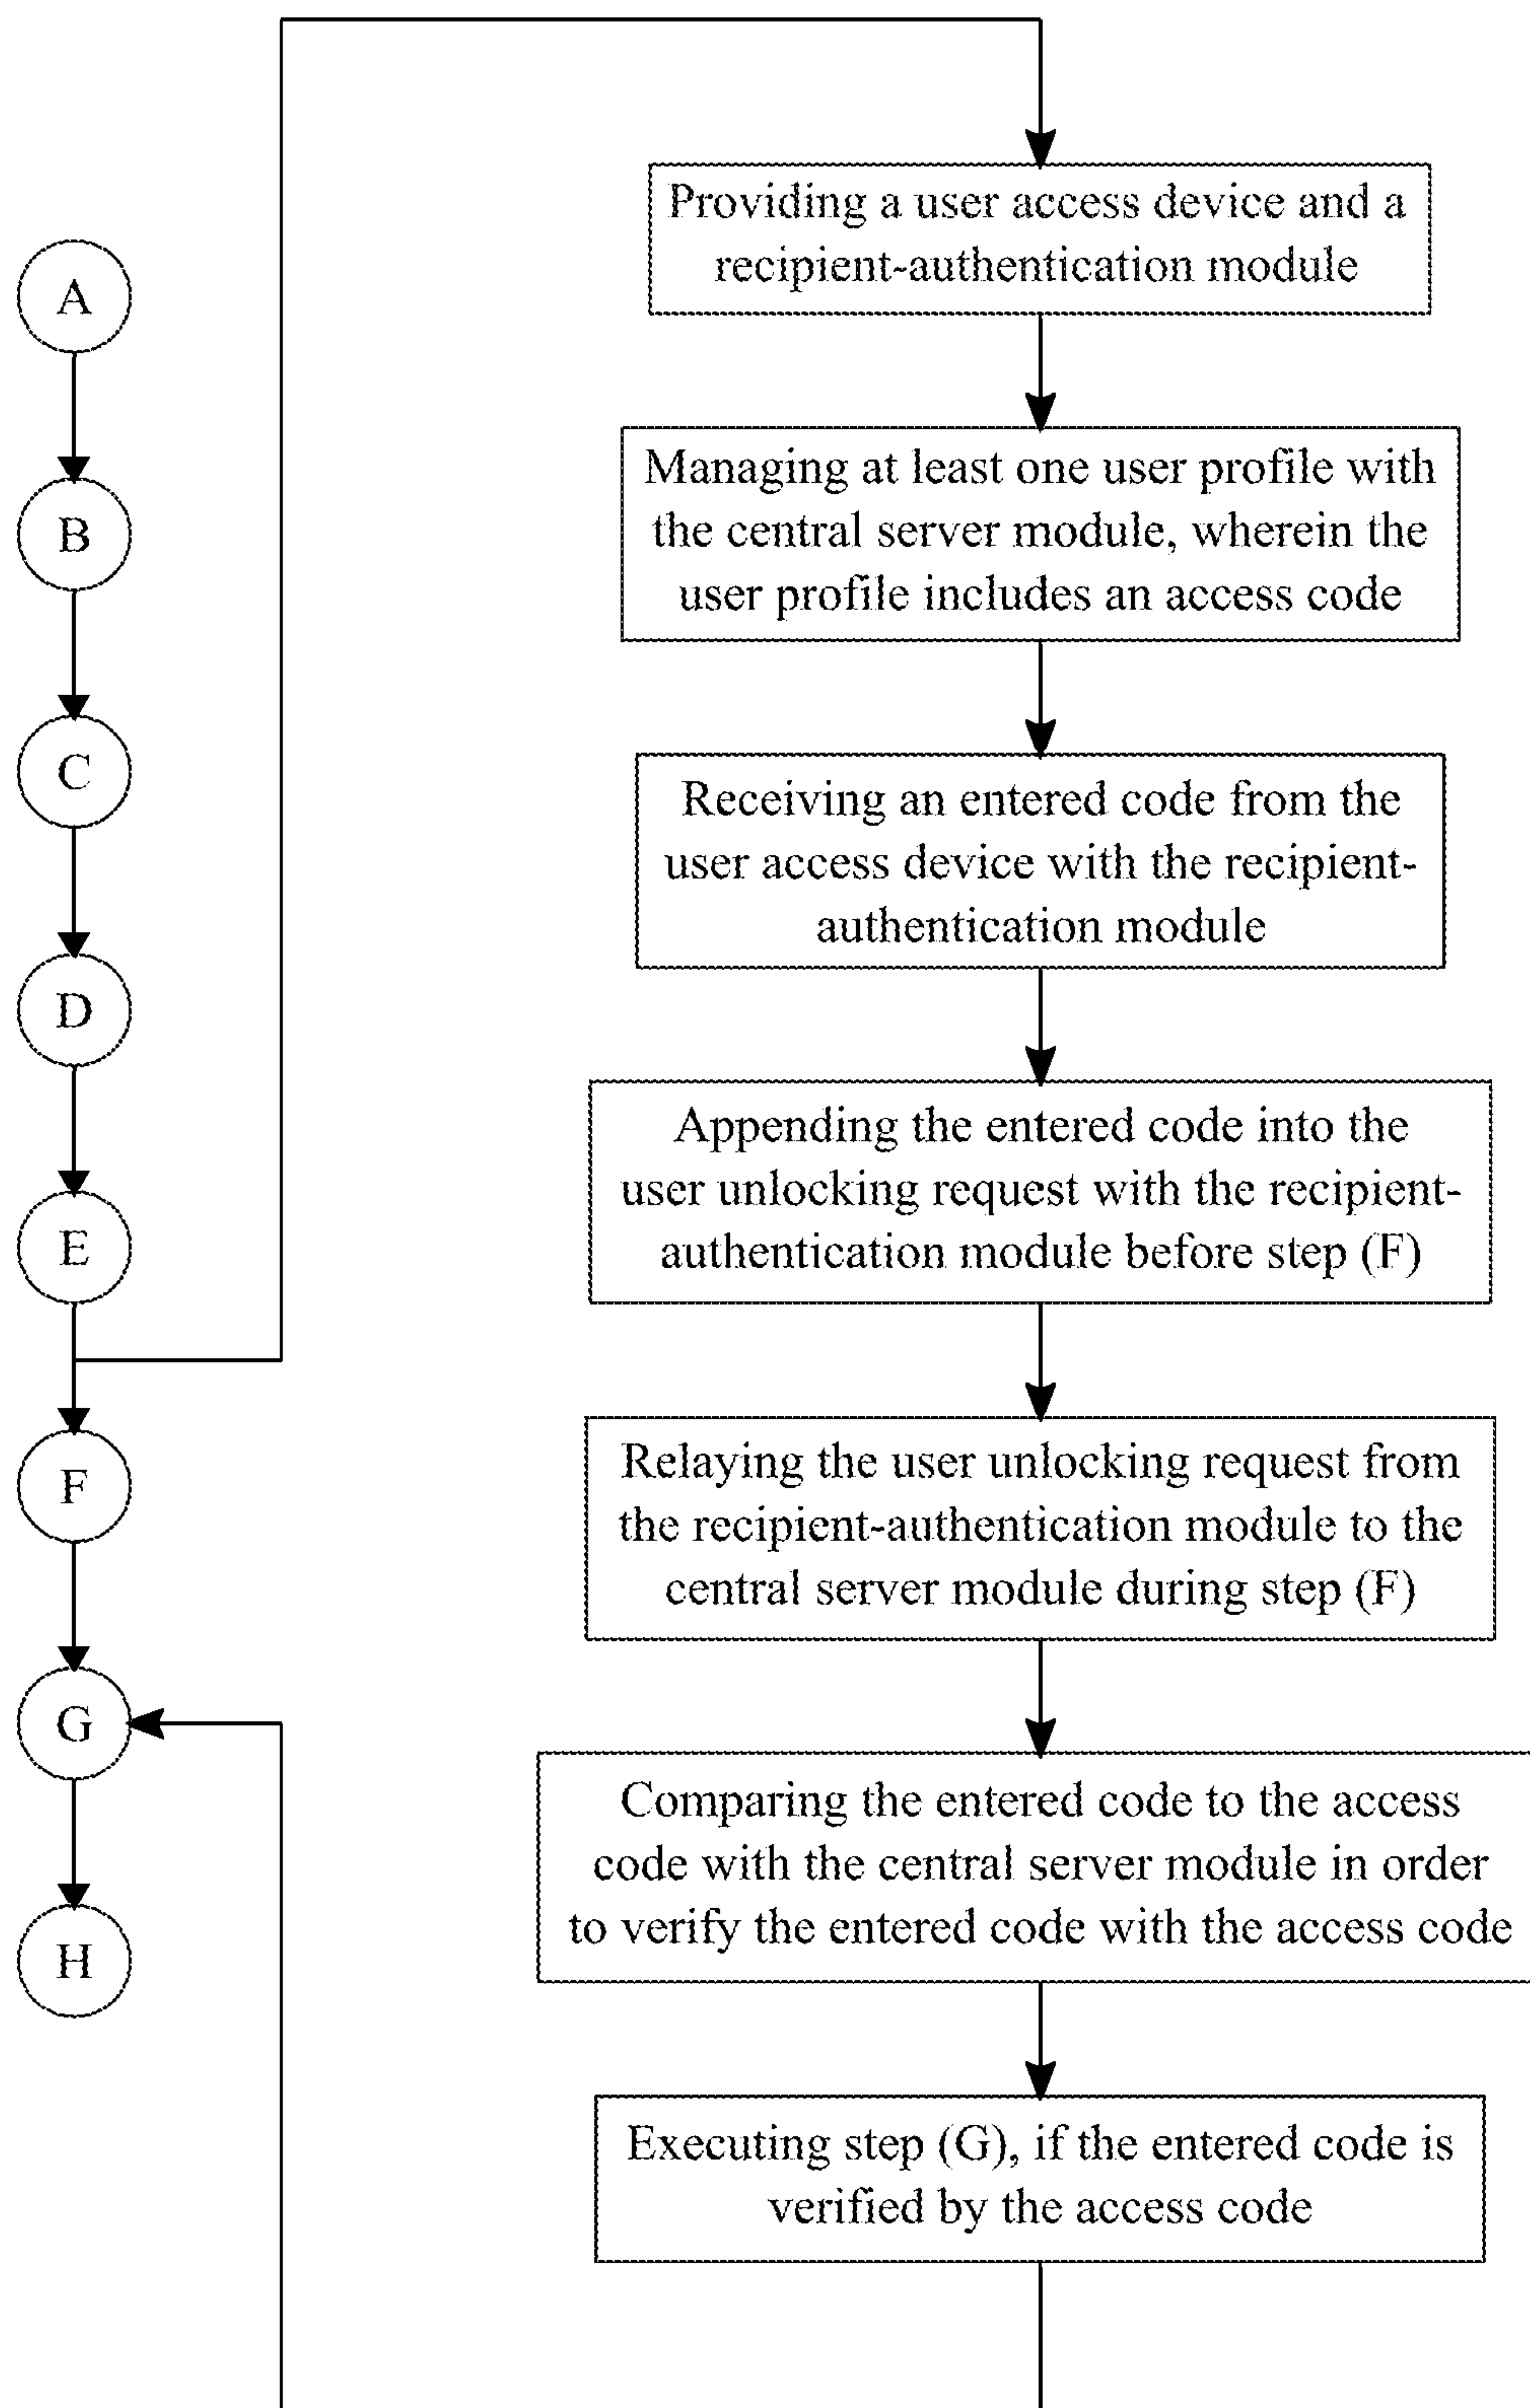 A
B
C
D
E
F
G
H
Providing a user access device and a
recipient-authentication module
Managing at least one user profile with
the central server module, wherein the
user profile includes an access code
Receiving an entered code from the
user access device with the recipient-
authentication module
Appending the entered code into the
user unlocking request with the recipient-
authentication module before step (F)
Relaying the user unlocking request from
the recipient-authentication module to the
central server module during step (F)
Comparing the entered code to the access
code with the central server module in order
to verify the entered code with the access code
Executing step (G), if the entered code is
verified by the access code